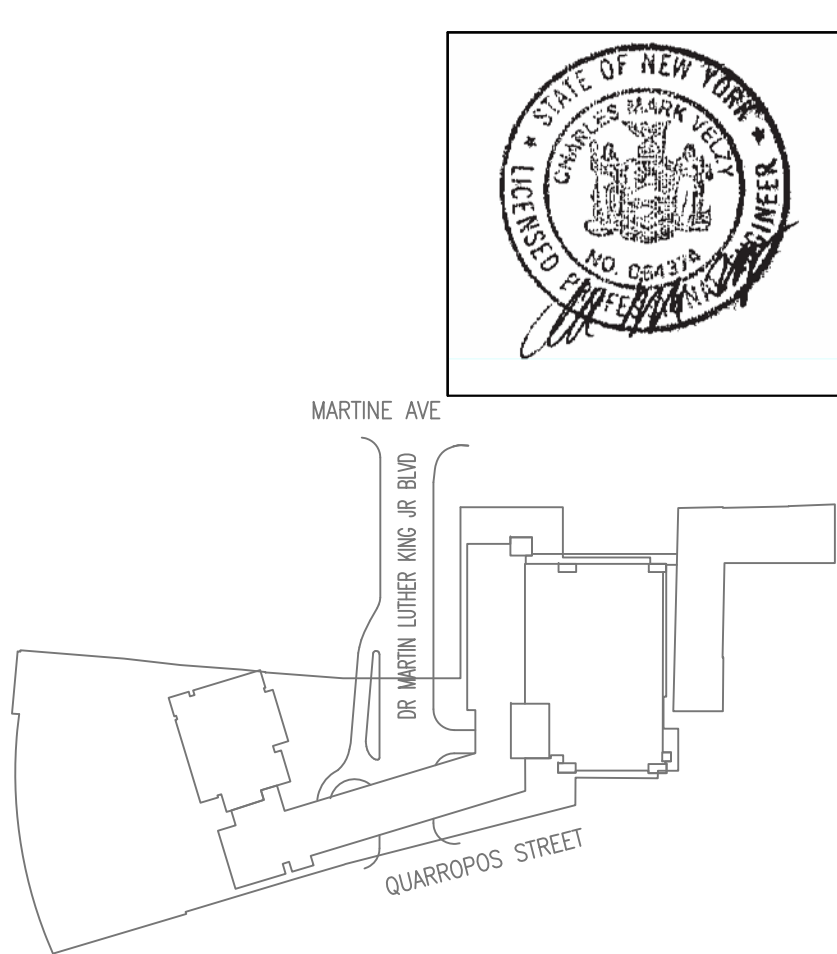 ★ STATE OF NEW YORK ★
LICENSED PROFESSIONAL ENGINEER
CHARLES MARK VELZY
NO. 064374
MARTINE AVE
DR MARTIN LUTHER KING JR BLVD
QUARROPOS STREET